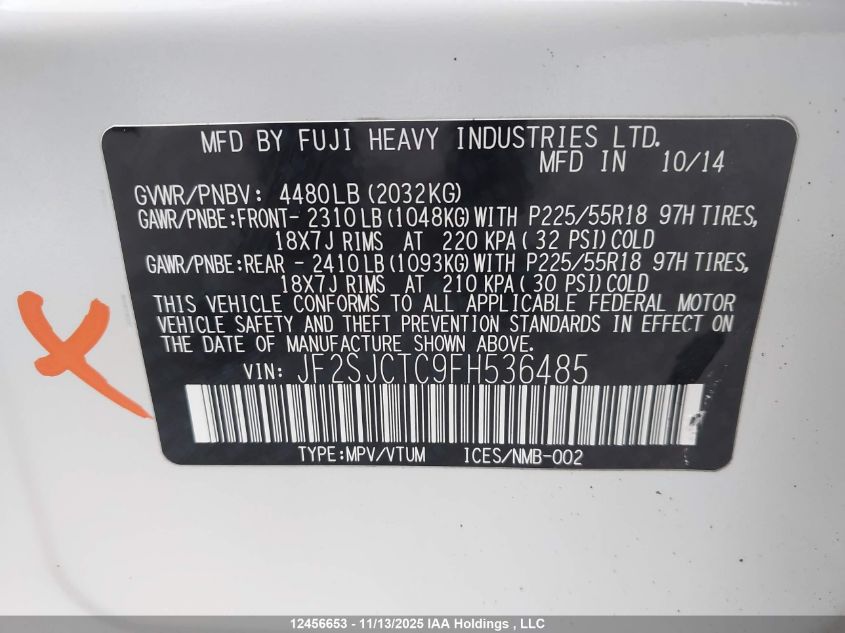 MFD BY FUJI HEAVY INDUSTRIES LTD.
MFD IN 10/14
GVWR/PNBV: 4480LB (2032KG)
GAWR/PNBE:FRONT- 2310LB (1048KG) WITH P225/55R18 97H TIRES,
18X7J RIMS AT 220 KPA( 32 PSI) COLD
GAWR/PNBE:REAR - 2410LB (1093KG) WITH P225/55R18 97H TIRES,
18X7J RIMS AT 210 KPA( 30 PSI) COLD
THIS VEHICLE CONFORMS TO ALL APPLICABLE FEDERAL MOTOR
VEHICLE SAFETY AND THEFT PREVENTION STANDARDS IN EFFECT ON
THE DATE OF MANUFACTURE SHOWN ABOVE.
VIN: JF2SJCTC9FH536485
TYPE:MPV/VTUM ICES/NMB-002
12456653 - 11/13/2025 IAA Holdings , LLC